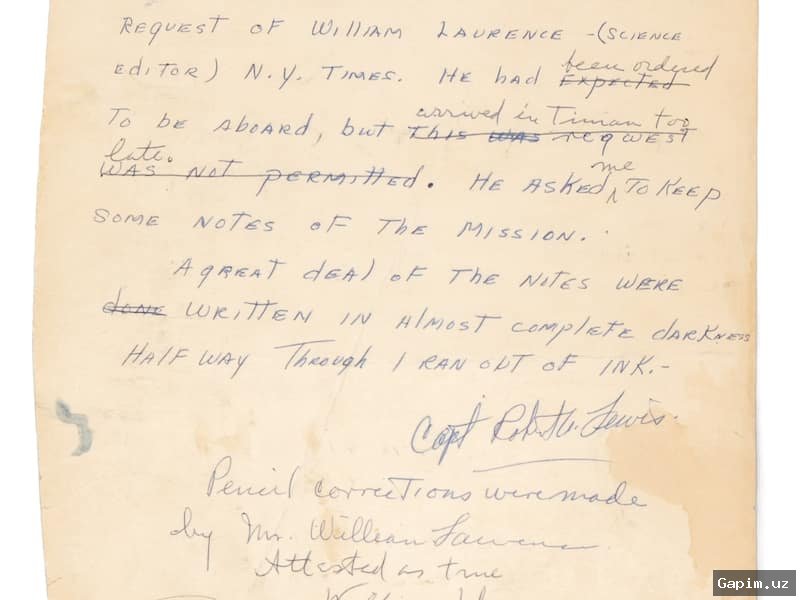 REQUEST OF WILLIAM LAURENCE -(SCIENCE
been ordered
EDITOR) N.Y. TIMES. HE HAD EXPECTED
arrived in Tinian too
TO BE ABOARD, BUT THIS WAS REQUEST
late.
WAS NOT PERMITTED. HE ASKED me TO KEEP
SOME NOTES OF THE MISSION.
A GREAT DEAL OF THE NOTES WERE
DONE WRITTEN IN ALMOST COMPLETE DARKNESS
HALF WAY THROUGH I RAN OUT OF INK.-
Capt Robert A. Lewis.
Pencil corrections were made
by Mr. William Laurence.
Attested as true
Gapim.uz